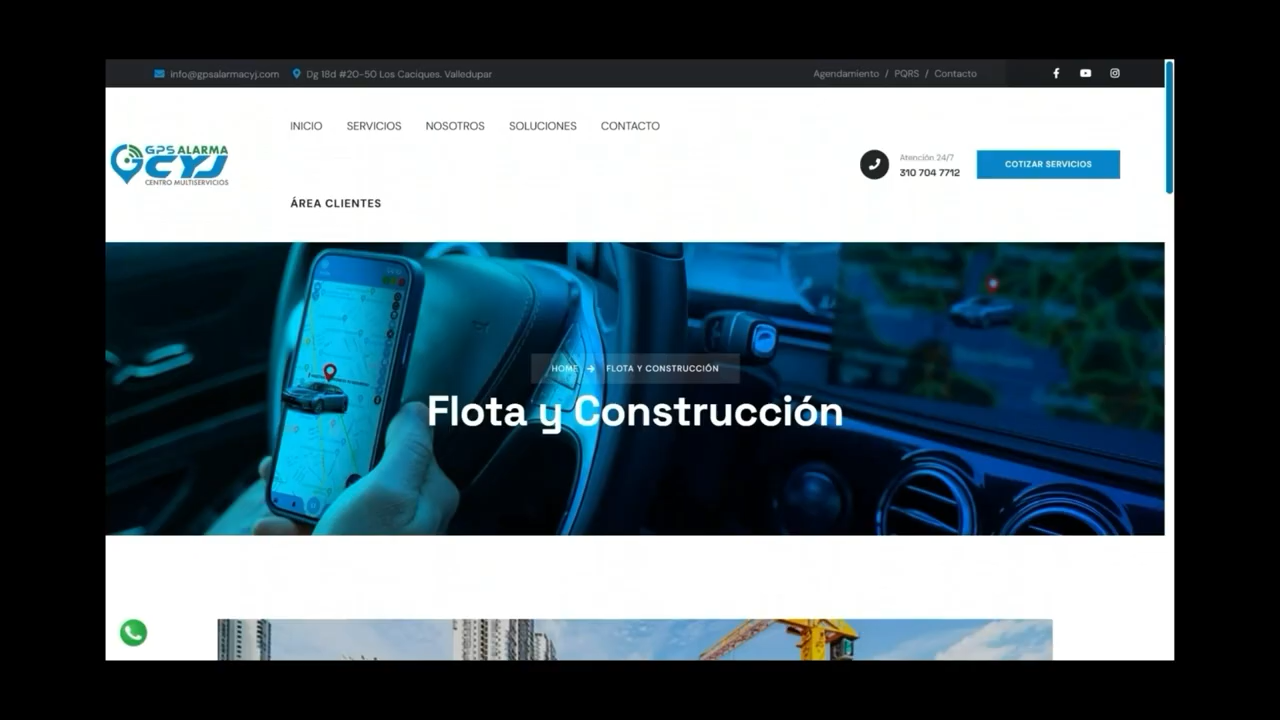 info@gpsalarmacyj.com
Dg 18d #20-50 Los Caciques. Valledupar
Agendamiento / PQRS / Contacto
INICIO SERVICIOS NOSOTROS SOLUCIONES CONTACTO
GPS ALARMA
CYJ
CENTRO MULTISERVICIOS
Atención 24/7
310 704 7712
COTIZAR SERVICIOS
ÁREA CLIENTES
HOME → FLOTA Y CONSTRUCCIÓN
Flota y Construcción